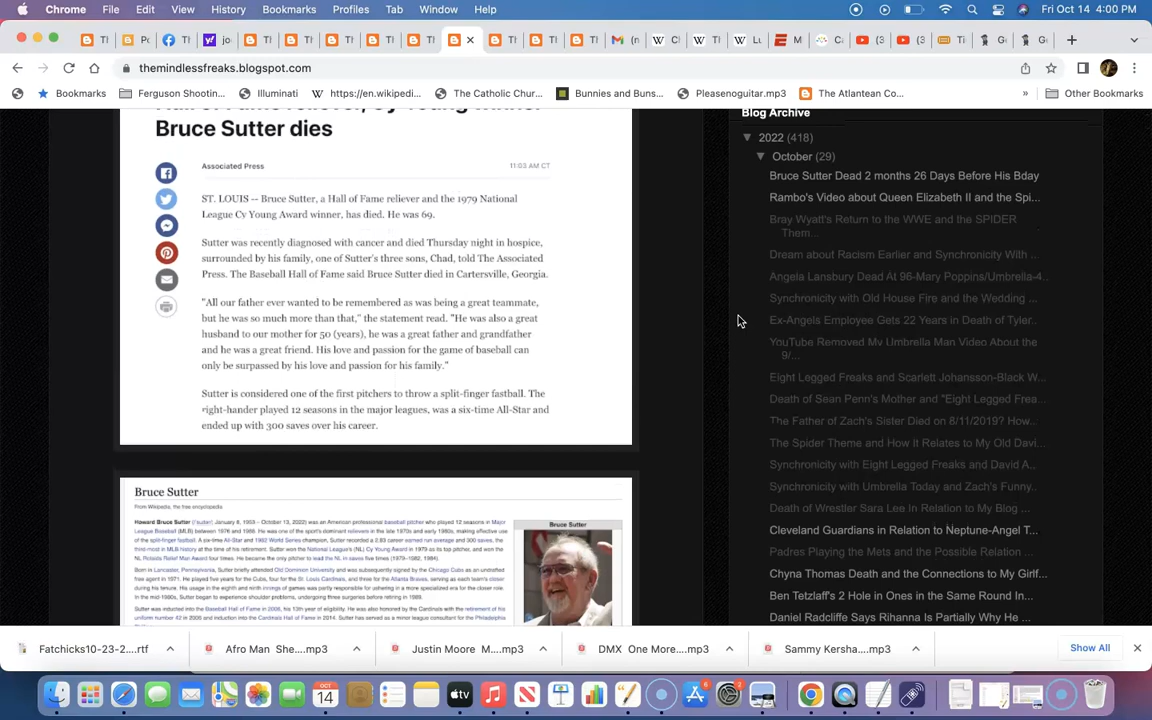 Chrome File Edit View History Bookmarks Profiles Tab Window Help Fri Oct 14 4:00 PM
themindlessfreaks.blogspot.com
Bookmarks Ferguson Shootin... Illuminati https://en.wikiped... The Catholic Churc... Bunnies and Buns... Pleasenoguitar.mp3 The Atlantean Co... » Other Bookmarks
Bruce Sutter dies
Associated Press 11:03 AM CT
ST. LOUIS -- Bruce Sutter, a Hall of Fame reliever and the 1979 National
League Cy Young Award winner, has died. He was 69.
Sutter was recently diagnosed with cancer and died Thursday night in hospice,
surrounded by his family, one of Sutter's three sons, Chad, told The Associated
Press. The Baseball Hall of Fame said Bruce Sutter died in Cartersville, Georgia.
"All our father ever wanted to be remembered as was being a great teammate,
but he was so much more than that," the statement read. "He was also a great
husband to our mother for 50 (years), he was a great father and grandfather
and he was a great friend. His love and passion for the game of baseball can
only be surpassed by his love and passion for his family."
Sutter is considered one of the first pitchers to throw a split-finger fastball. The
right-hander played 12 seasons in the major leagues, was a six-time All-Star and
ended up with 300 saves over his career.
Bruce Sutter
From Wikipedia, the free encyclopedia
Bruce Sutter
Blog Archive
▼ 2022 (418)
▼ October (29)
Bruce Sutter Dead 2 months 26 Days Before His Bday
Rambo's Video about Queen Elizabeth II and the Spi...
Bray Wyatt's Return to the WWE and the SPIDER
Them...
Dream about Racism Earlier and Synchronicity With ...
Angela Lansbury Dead At 96-Mary Poppins/Umbrella-4..
Synchronicity with Old House Fire and the Wedding ...
Ex-Angels Employee Gets 22 Years in Death of Tyler..
YouTube Removed My Umbrella Man Video About the
9/...
Eight Legged Freaks and Scarlett Johansson-Black W...
Death of Sean Penn's Mother and "Eight Legged Frea..
The Father of Zach's Sister Died on 8/11/2019? How..
The Spider Theme and How It Relates to My Old Davi...
Synchronicity with Eight Legged Freaks and David A..
Synchronicity with Umbrella Today and Zach's Funny..
Death of Wrestler Sara Lee In Relation to My Blog ...
Cleveland Guardians in Relation to Neptune-Angel T...
Padres Playing the Mets and the Possible Relation ...
Chyna Thomas Death and the Connections to My Girlf...
Ben Tetzlaff's 2 Hole in Ones in the Same Round In...
Daniel Radcliffe Says Rihanna Is Partially Why He ...
Fatchicks10-23-2....rtf Afro Man She....mp3 Justin Moore M....mp3 DMX One More....mp3 Sammy Kersha....mp3 Show All